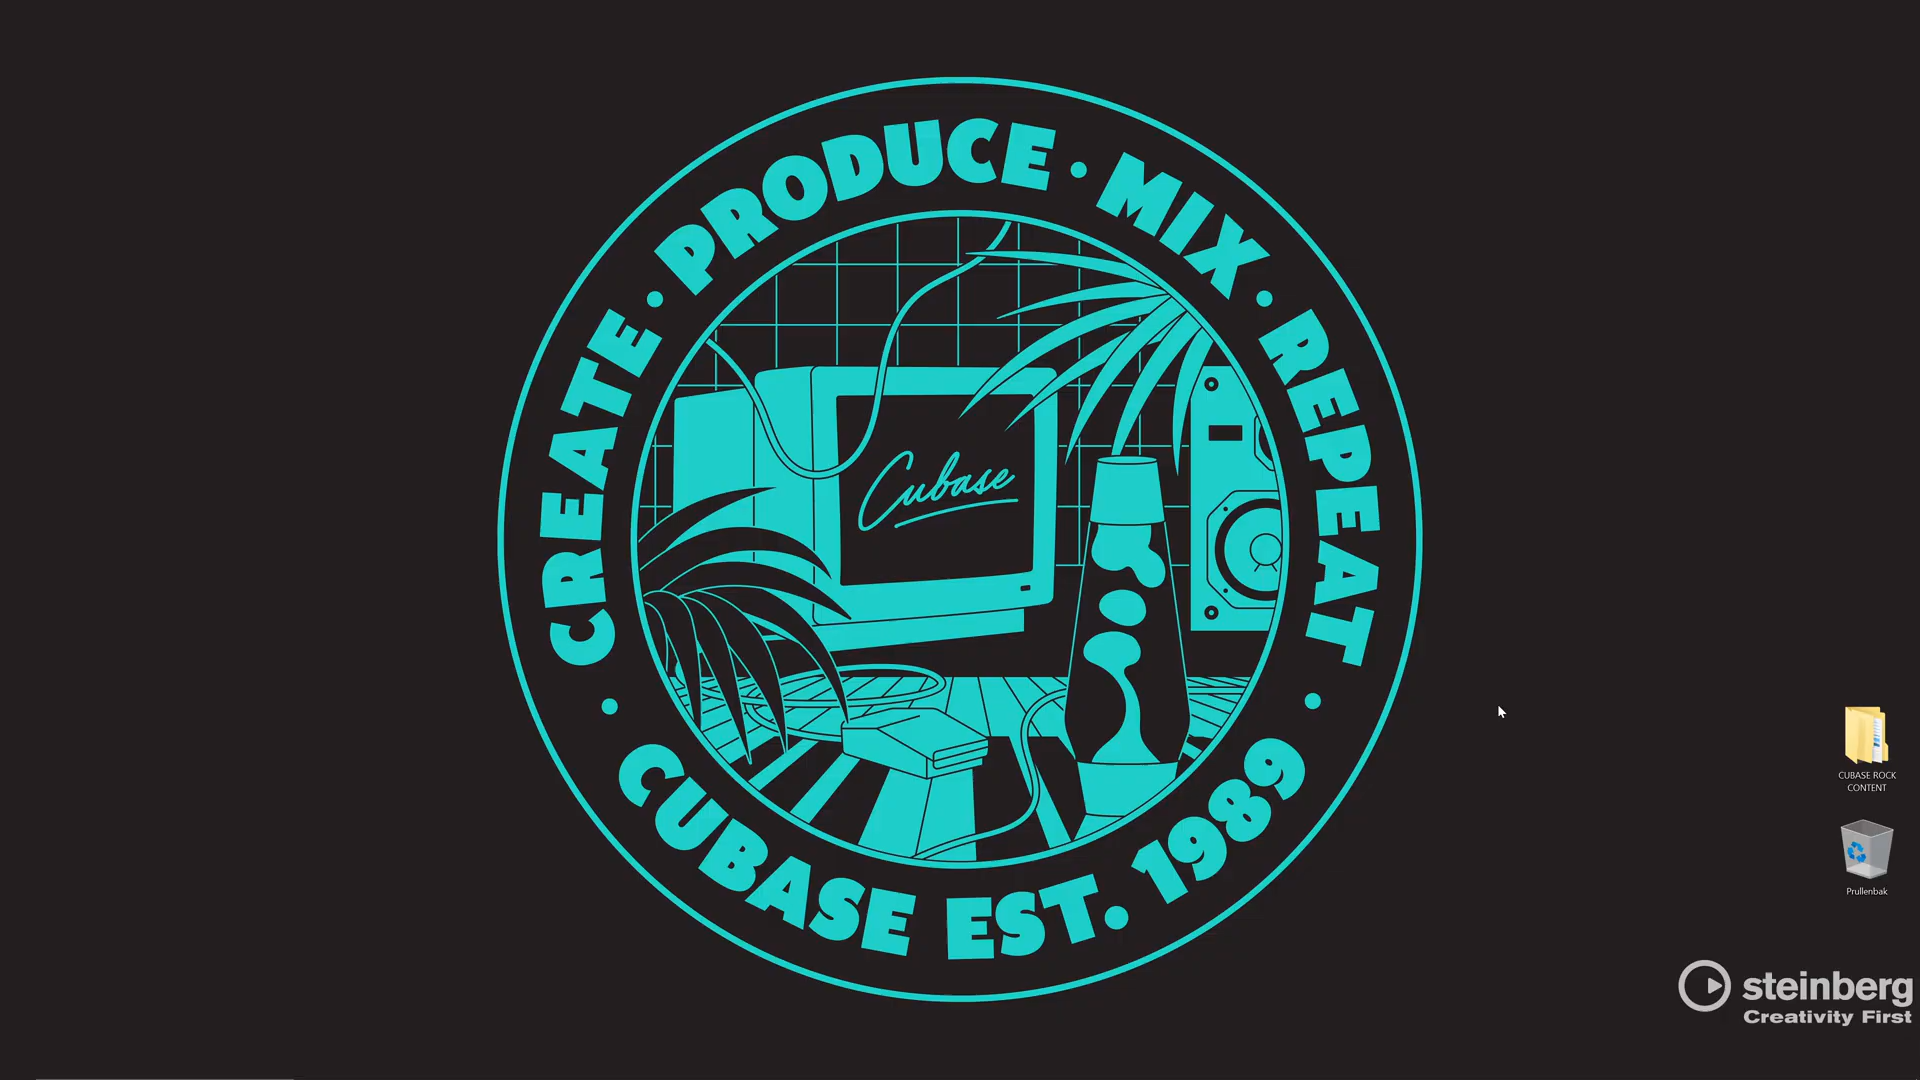 CREATE • PRODUCE • MIX • REPEAT •
Cubase
CUBASE EST. 1989
CUBASE ROCK
CONTENT
Prullenbak
steinberg
Creativity First